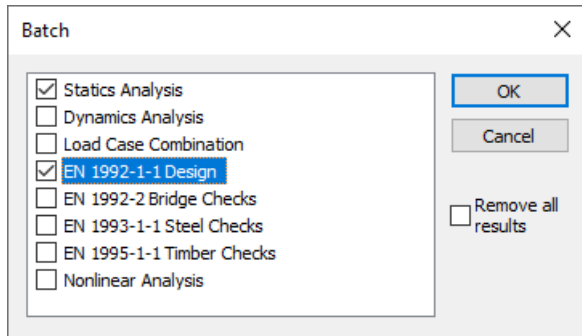 Batch
Statics Analysis
Dynamics Analysis
Load Case Combination
EN 1992-1-1 Design
EN 1992-2 Bridge Checks
EN 1993-1-1 Steel Checks
EN 1995-1-1 Timber Checks
Nonlinear Analysis
OK
Cancel
Remove all
results